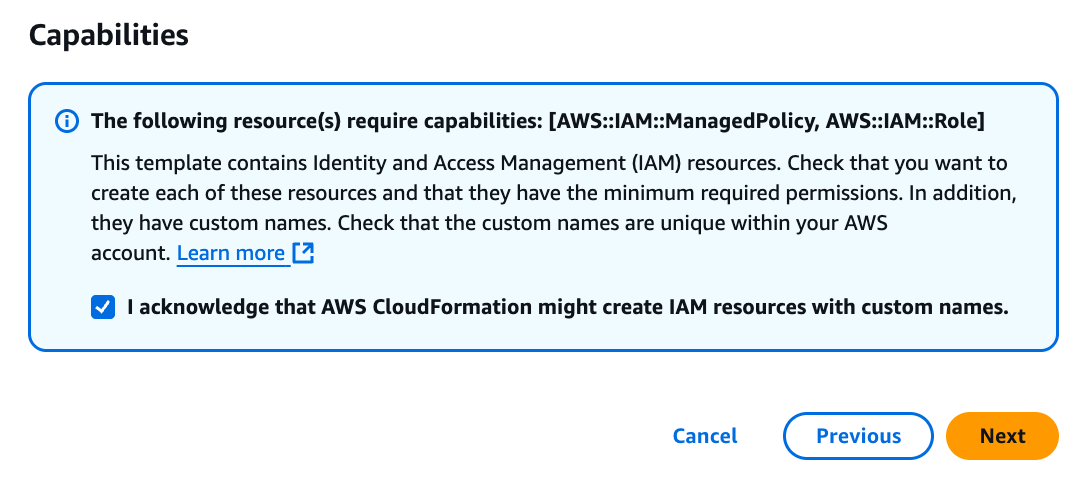 Capabilities
The following resource(s) require capabilities: [AWS::IAM::ManagedPolicy, AWS::IAM::Role]
This template contains Identity and Access Management (IAM) resources. Check that you want to
create each of these resources and that they have the minimum required permissions. In addition,
they have custom names. Check that the custom names are unique within your AWS
account. Learn more
I acknowledge that AWS CloudFormation might create IAM resources with custom names.
Cancel Previous Next